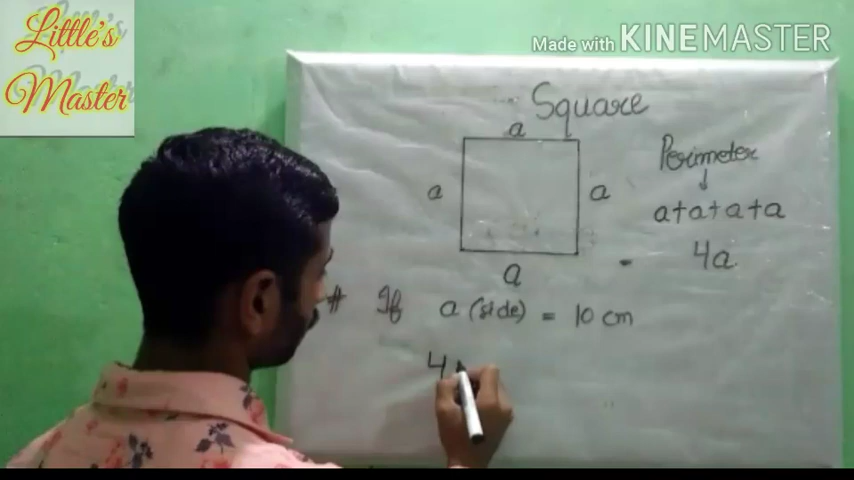 Little's
Master
Made with KINEMASTER
Square
a
a
a
a
Perimeter
↓
a+a+a+a
4a
# If a (side) = 10 cm
4